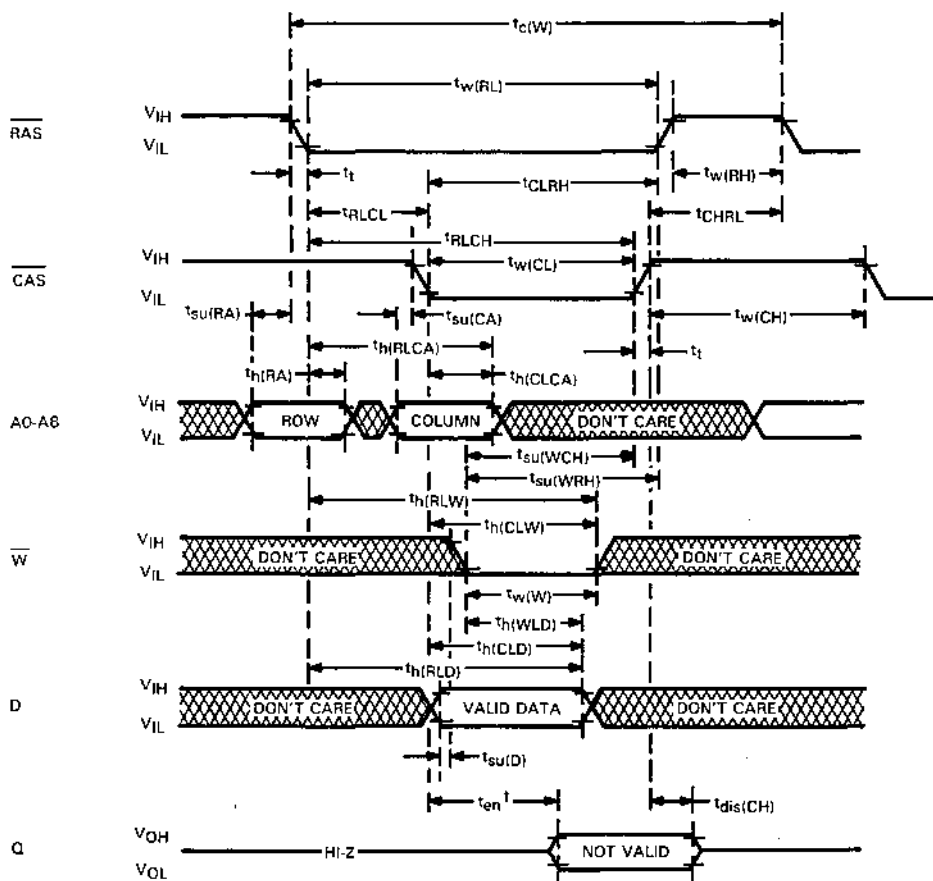 tc(W)
tw(RL)
RAS
VIH
VIL
tt
tCLRH
tw(RH)
tRLCL
tCHRL
tRLCH
CAS
VIH
VIL
tw(CL)
tsu(RA)
tsu(CA)
tw(CH)
th(RLCA)
th(RA)
th(CLCA)
tt
A0-A8
VIH
VIL
ROW
COLUMN
DON'T CARE
tsu(WCH)
tsu(WRH)
th(RLW)
th(CLW)
W
VIH
VIL
DON'T CARE
DON'T CARE
tw(W)
th(WLD)
th(CLD)
th(RLD)
D
VIH
VIL
DON'T CARE
VALID DATA
DON'T CARE
tsu(D)
ten†
tdis(CH)
Q
VOH
VOL
HI-Z
NOT VALID